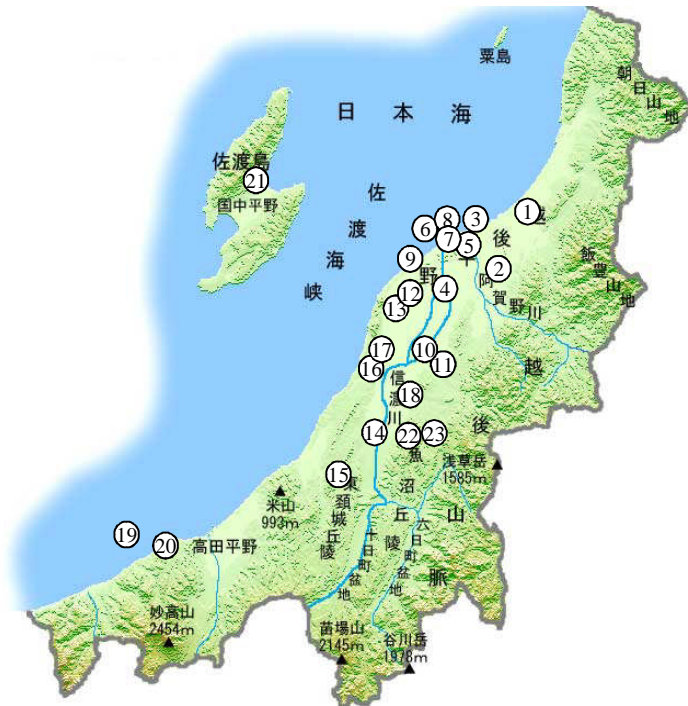 粟島
朝日山地
日本海
佐渡島
㉑
国中平野
佐渡海峡
①
越後平野
⑧
③
⑥
⑦
⑤
⑨
②
飯豊山地
阿賀野川
④
⑫
⑬
⑰
⑩
⑪
⑯
信濃川
⑱
越後山脈
⑭
㉒
㉓
魚沼丘陵
浅草岳
1585m
⑮
東頸城丘陵
米山
993m
⑲
⑳
高田平野
十日町盆地
六日町盆地
妙高山
2454m
苗場山
2145m
谷川岳
1978m